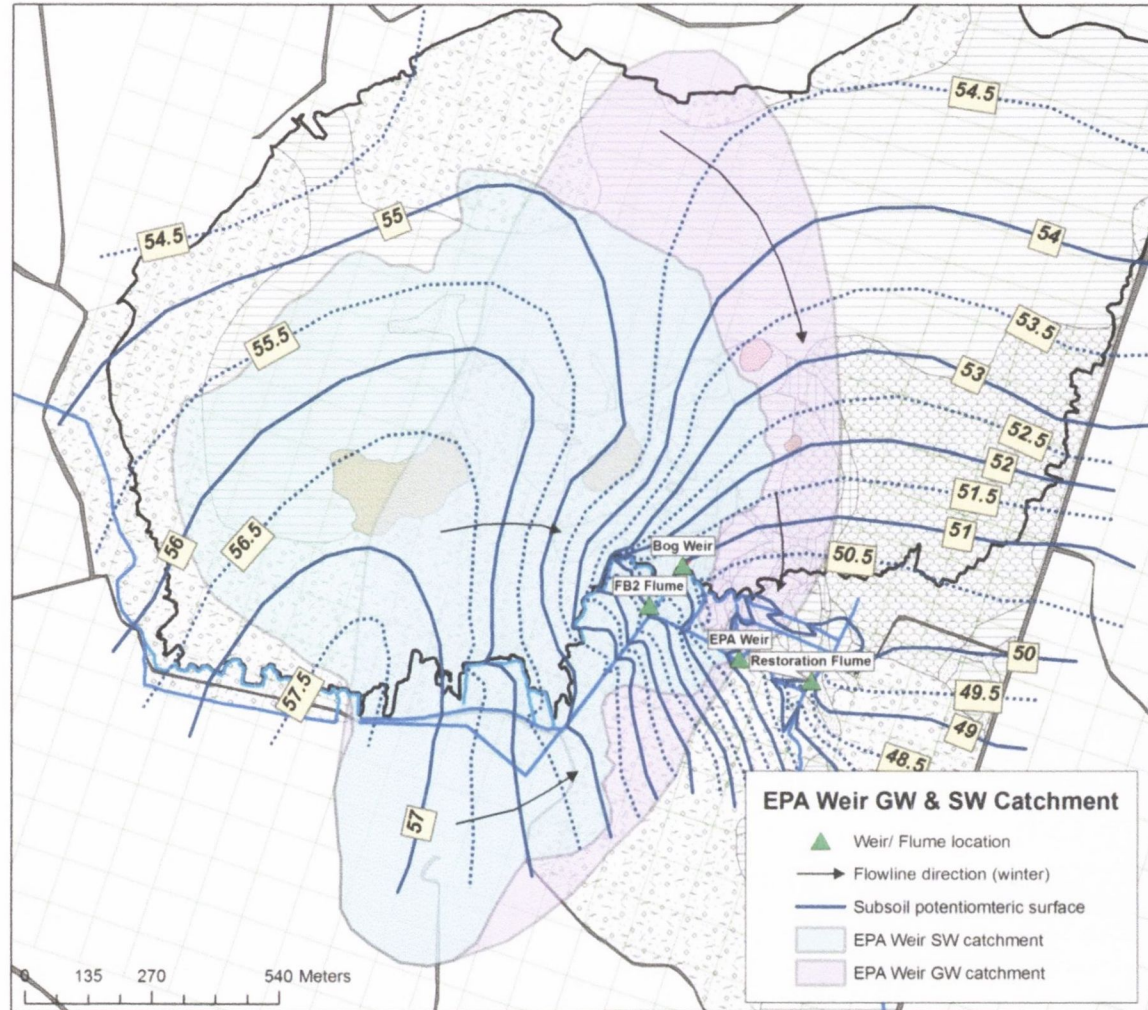 54.5
54.5
55
54
53.5
55.5
53
52.5
52
51.5
56
56.5
51
50.5
Bog Weir
FB2 Flume
EPA Weir
Restoration Flume
50
57.5
49.5
49
48.5
57
EPA Weir GW & SW Catchment
Weir/ Flume location
Flowline direction (winter)
Subsoil potentiomteric surface
EPA Weir SW catchment
EPA Weir GW catchment
0 135 270 540 Meters